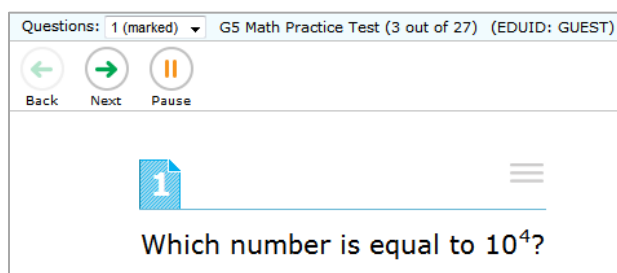 Questions: 1 (marked) G5 Math Practice Test (3 out of 27) (EDUID: GUEST)
Back Next Pause
1
Which number is equal to 10⁴?